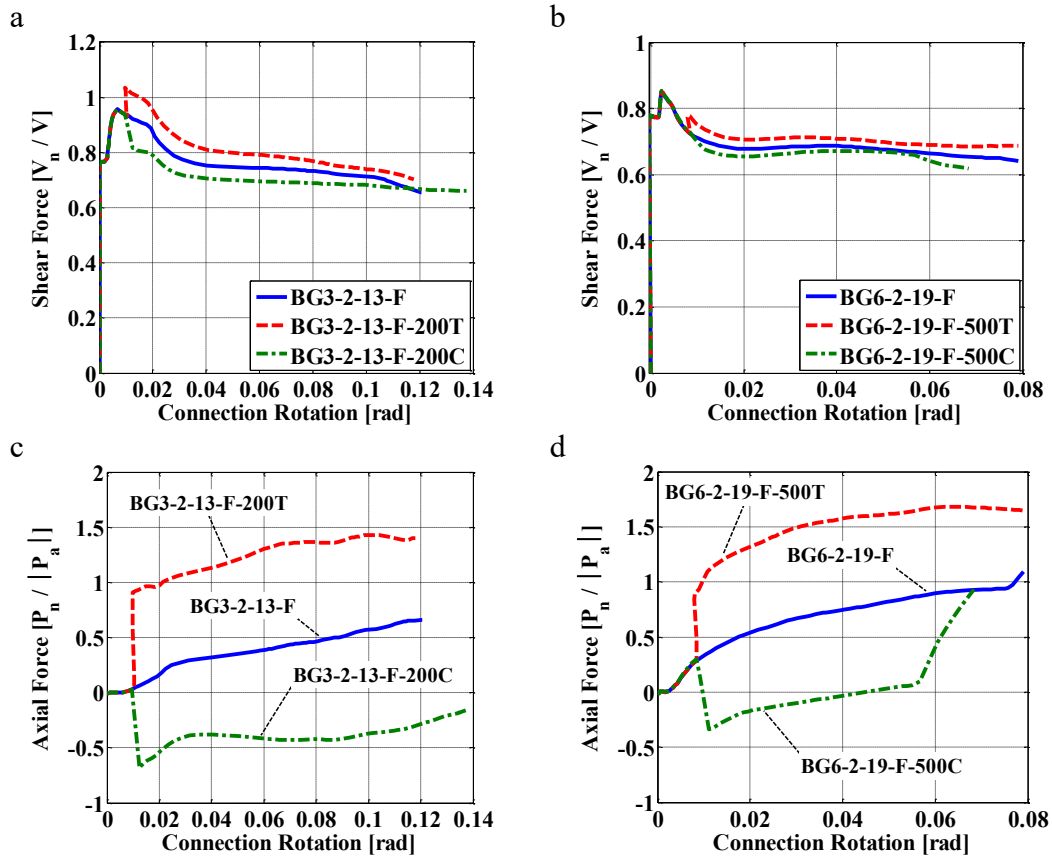 a
1.2
1
0.8
0.6
0.4
0.2
0
Shear Force [V_n / V]
BG3-2-13-F
BG3-2-13-F-200T
BG3-2-13-F-200C
0 0.02 0.04 0.06 0.08 0.1 0.12 0.14
Connection Rotation [rad]
b
1
0.8
0.6
0.4
0.2
0
Shear Force [V_n / V]
BG6-2-19-F
BG6-2-19-F-500T
BG6-2-19-F-500C
0 0.02 0.04 0.06 0.08
Connection Rotation [rad]
c
2
1.5
1
0.5
0
-0.5
-1
Axial Force [P_n / |P_a|]
BG3-2-13-F-200T
BG3-2-13-F
BG3-2-13-F-200C
0 0.02 0.04 0.06 0.08 0.1 0.12 0.14
Connection Rotation [rad]
d
2
1.5
1
0.5
0
-0.5
-1
Axial Force [P_n / |P_a|]
BG6-2-19-F-500T
BG6-2-19-F
BG6-2-19-F-500C
0 0.02 0.04 0.06 0.08
Connection Rotation [rad]